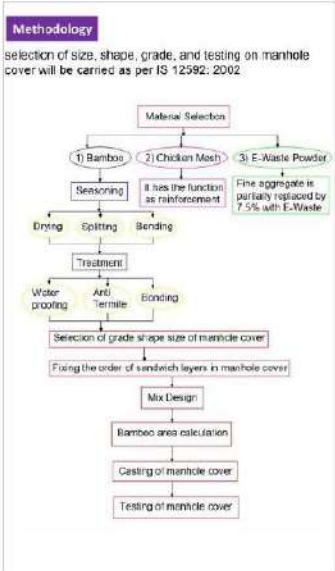 Methodology
selection of size, shape, grade, and testing on manhole
cover will be carried as per IS 12592: 2002
Material Selection
1) Bamboo
2) Chicken Mesh
3) E-Waste Powder
Seasoning
It has the function
as reinforcement
Fine aggregate is
partially replaced by
7.5% with E-Waste
Drying
Splitting
Bonding
Treatment
Water
proofing
Anti
Termite
Bonding
Selection of grade shape size of manhole cover
Fixing the order of sandwich layers in manhole cover
Mix Design
Bamboo area calculation
Casting of manhole cover
Testing of manhole cover